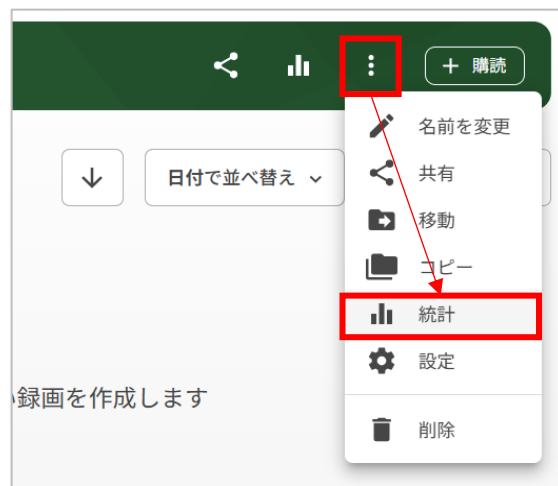 + 購読
日付で並べ替え
名前を変更
共有
移動
コピー
統計
設定
録画を作成します
削除